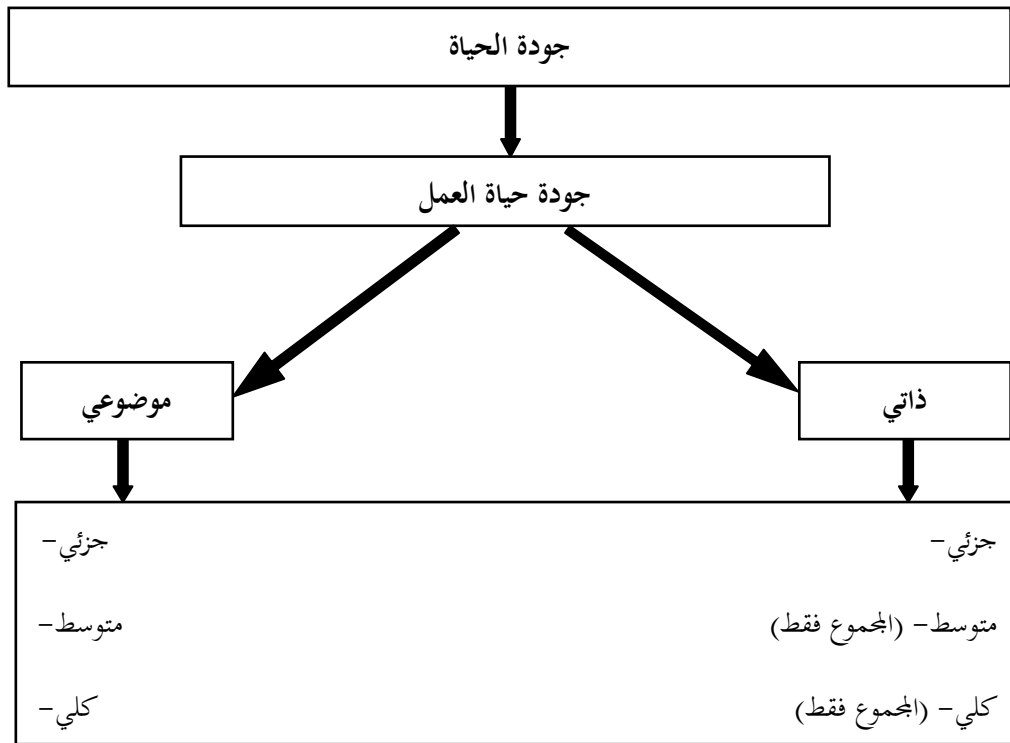 جودة الحياة
جودة حياة العمل
ذاتي
موضوعي
جزئي-
جزئي-
متوسط- (المجموع فقط)
متوسط-
كلي- (المجموع فقط)
كلي-